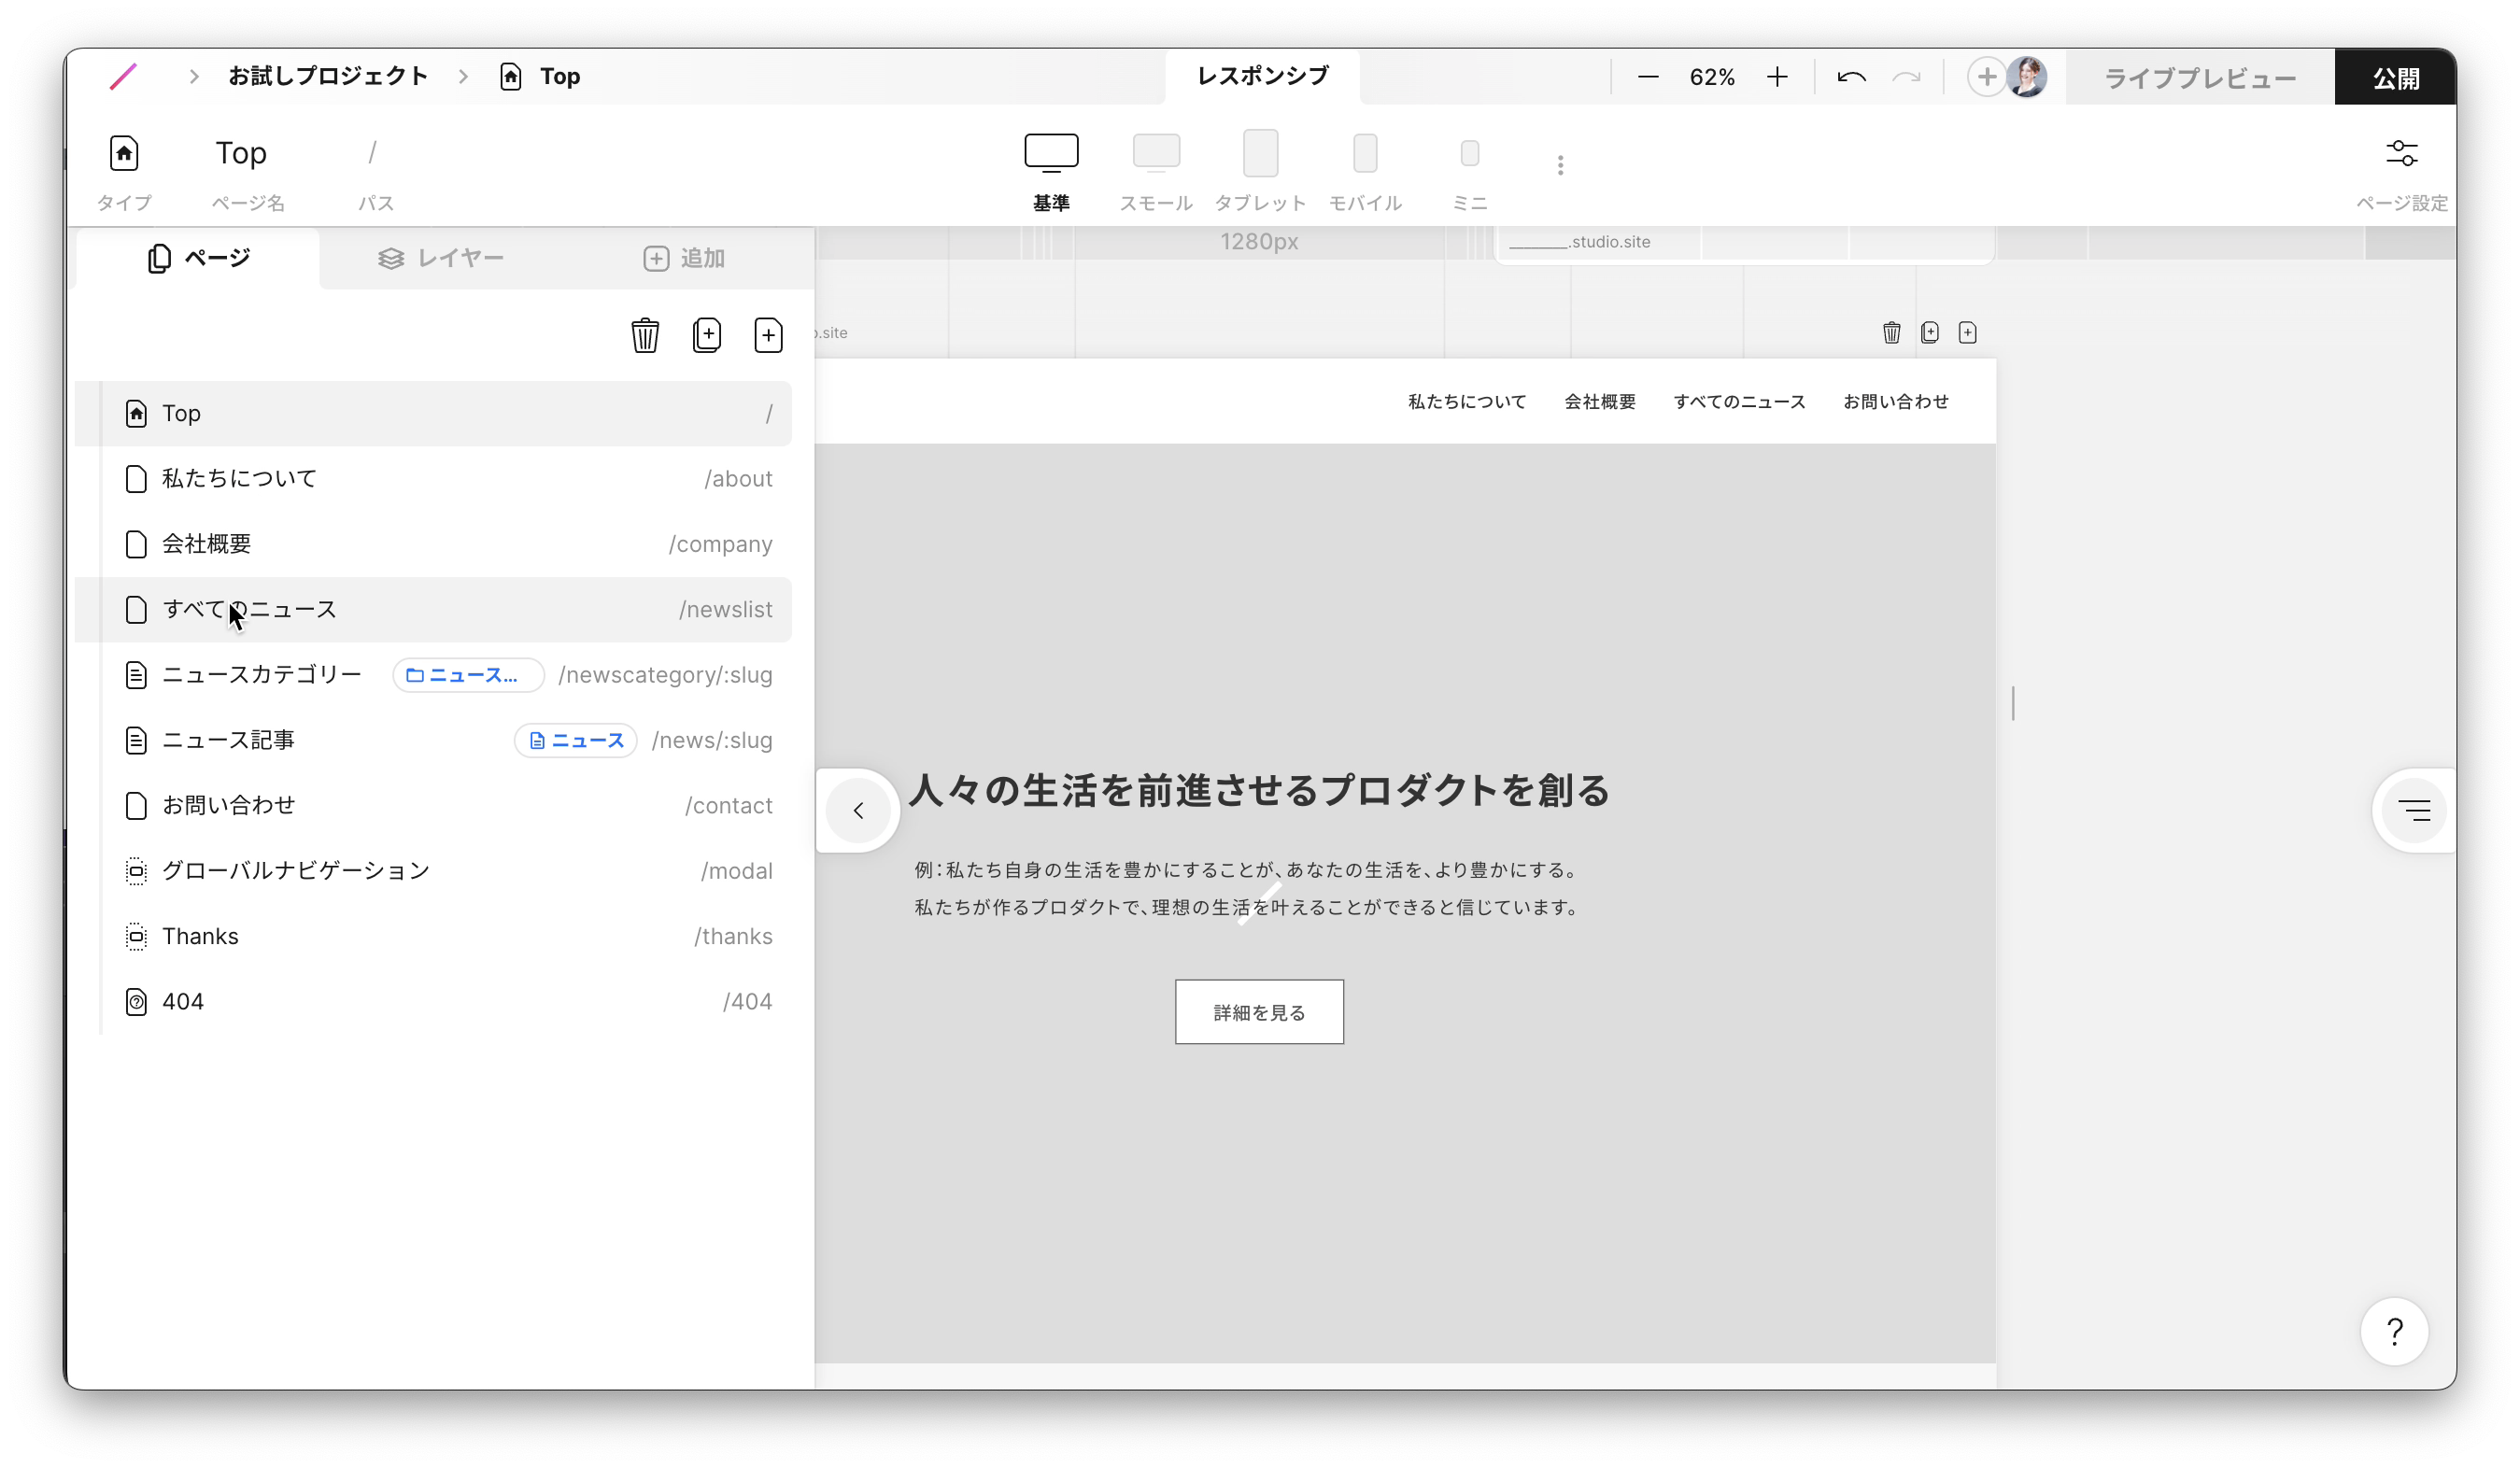 お試しプロジェクト
Top
レスポンシブ
62%
ライブプレビュー
公開
Top
/
タイプ
ページ名
パス
基準
スモール
タブレット
モバイル
ミニ
ページ設定
ページ
レイヤー
追加
1280px
________.studio.site
o.site
Top /
私たちについて /about
会社概要 /company
すべてのニュース /newslist
ニュースカテゴリー ニュース... /newscategory/:slug
ニュース記事 ニュース /news/:slug
お問い合わせ /contact
グローバルナビゲーション /modal
Thanks /thanks
404 /404
私たちについて 会社概要 すべてのニュース お問い合わせ
人々の生活を前進させるプロダクトを創る
例：私たち自身の生活を豊かにすることが、あなたの生活を、より豊かにする。
私たちが作るプロダクトで、理想の生活を叶えることができると信じています。
詳細を見る
?